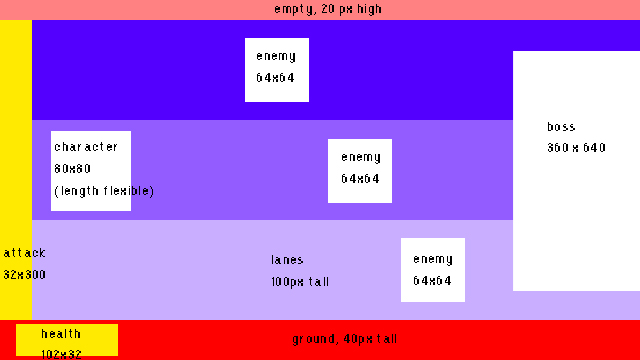 empty, 20 px high
enemy
64x64
boss
360 x 640
character
80x80
(length flexible)
enemy
64x64
attack
32x300
lanes
100px tall
enemy
64x64
health
102x32
ground, 40px tall